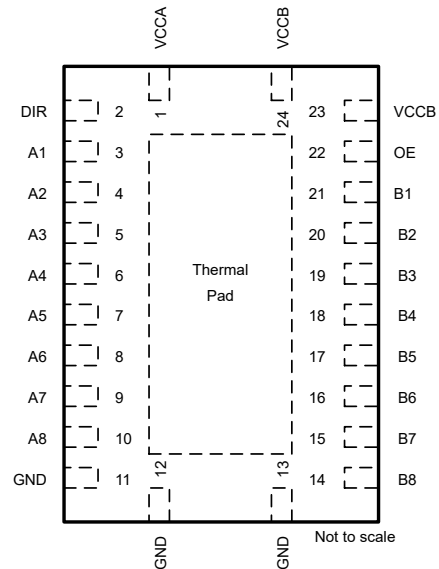 VCCA
VCCB
1
24
DIR 2 23 VCCB
A1 3 22 OE
A2 4 21 B1
A3 5 20 B2
A4 6 19 B3
A5 7 18 B4
A6 8 17 B5
A7 9 16 B6
A8 10 15 B7
GND 11 14 B8
Thermal
Pad
12
13
GND
GND
Not to scale